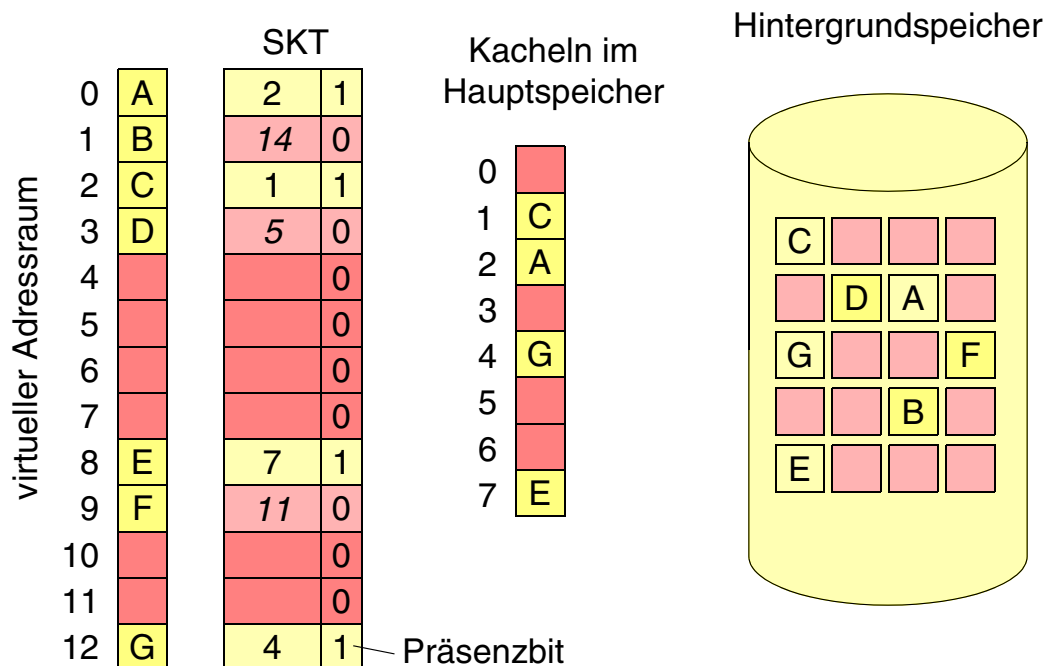 Hintergrundspeicher
SKT
Kacheln im
Hauptspeicher
virtueller Adressraum
0 A 2 1
1 B 14 0
2 C 1 1
3 D 5 0
4 0
5 0
6 0
7 0
8 E 7 1
9 F 11 0
10 0
11 0
12 G 4 1
Präsenzbit
0
1 C
2 A
3
4 G
5
6
7 E
C
D A
G F
B
E